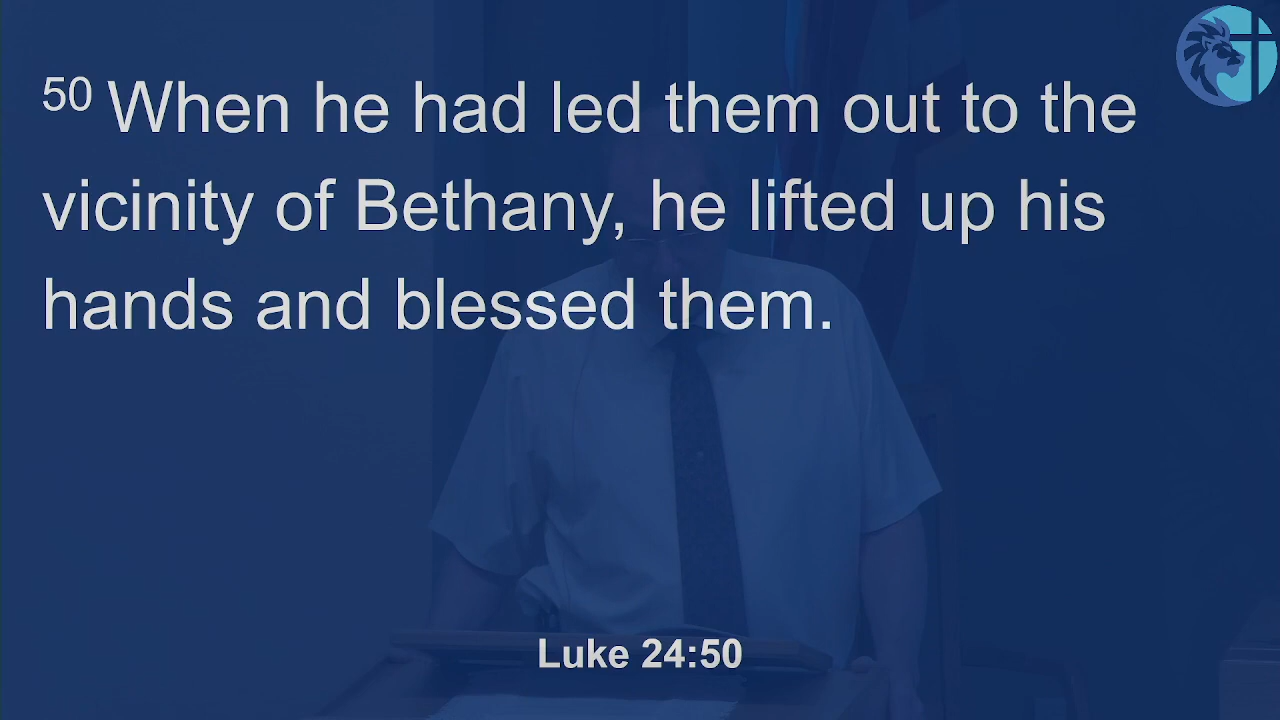 50 When he had led them out to the
vicinity of Bethany, he lifted up his
hands and blessed them.
Luke 24:50